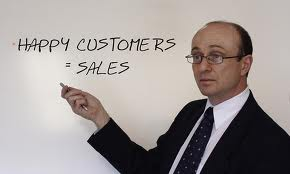 • HAPPY CUSTOMERS
= SALES